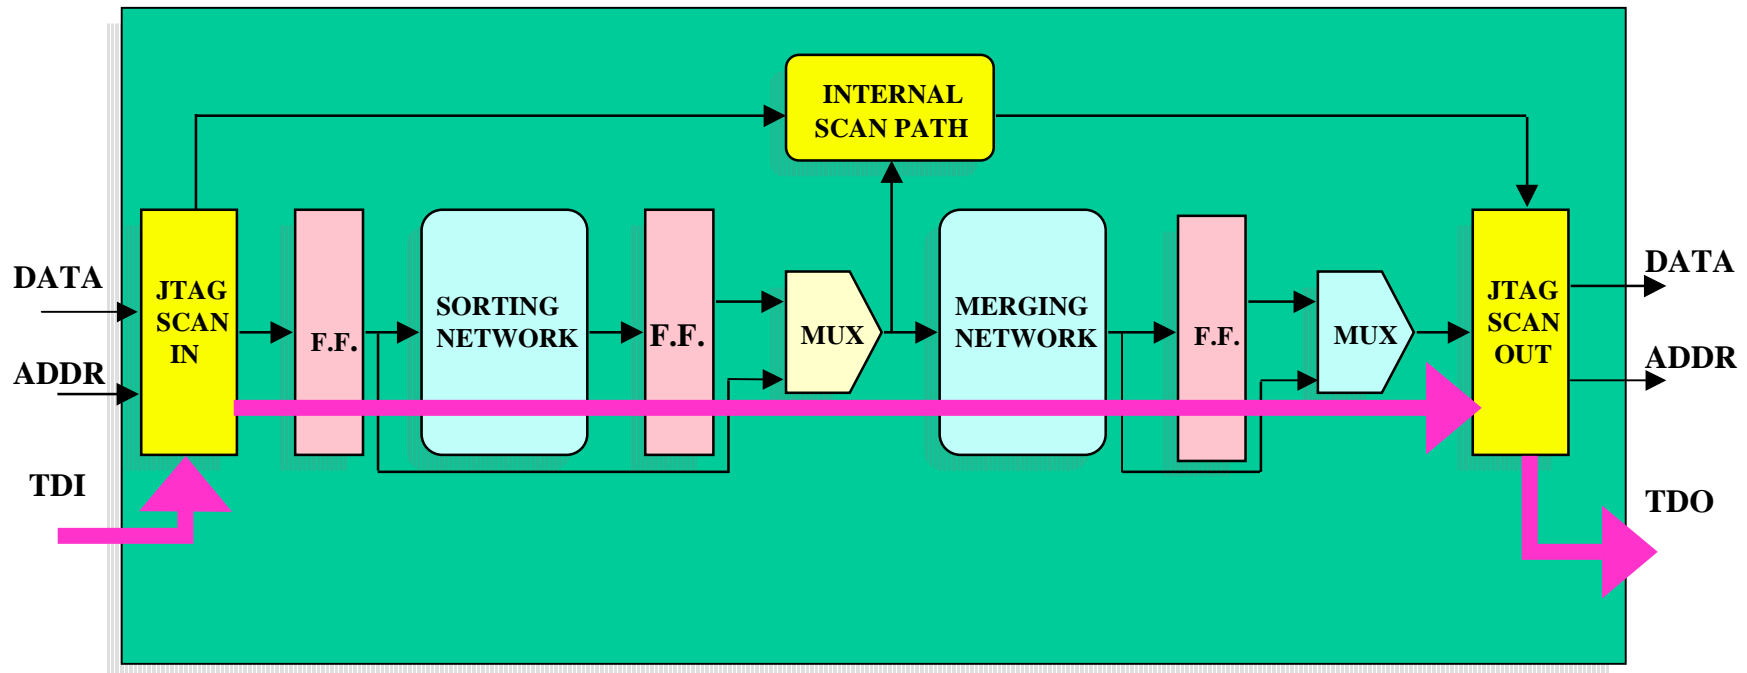 INTERNAL
SCAN PATH
DATA
ADDR
TDI
JTAG
SCAN
IN
F.F.
SORTING
NETWORK
F.F.
MUX
MERGING
NETWORK
F.F.
MUX
JTAG
SCAN
OUT
DATA
ADDR
TDO